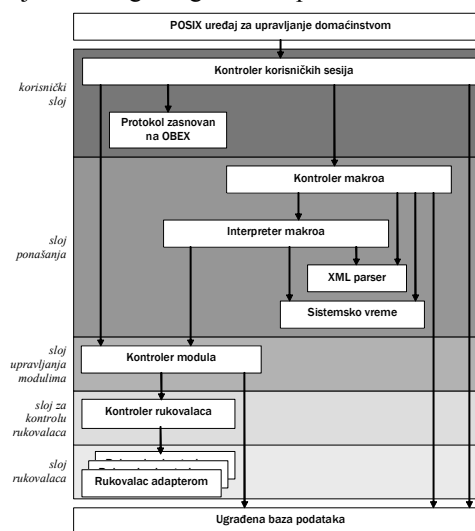 POSIX uređaj za upravljanje domaćinstvom
Kontroler korisničkih sesija
korisnički
sloj
Protokol zasnovan
na OBEX
Kontroler makroa
sloj
ponašanja
Interpreter makroa
XML parser
Sistemsko vreme
sloj
upravljanja
modulima
Kontroler modula
sloj za
kontrolu
rukovalaca
Kontroler rukovalaca
sloj
rukovalaca
Rukovalac adapterom
Ugrađena baza podataka